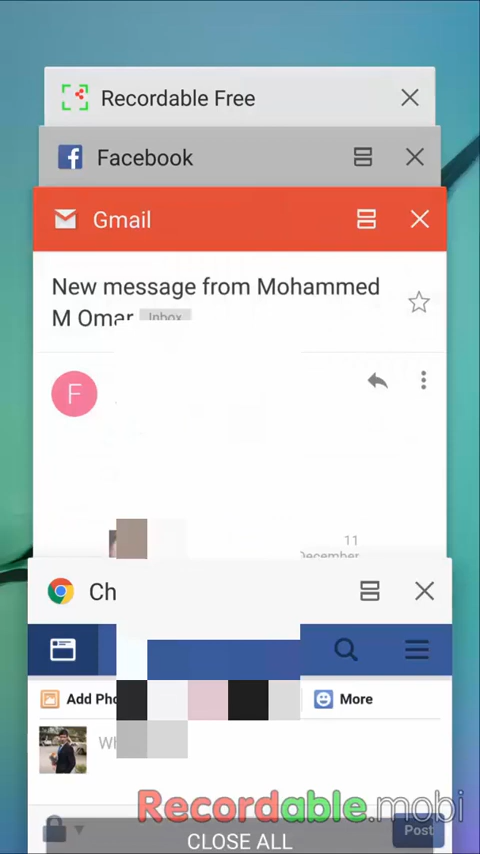 Recordable Free
Facebook
Gmail
New message from Mohammed
M Omar Inbox
F
11
December
Ch
Add Pho
More
Wh
Recordable.mobi
CLOSE ALL
Post